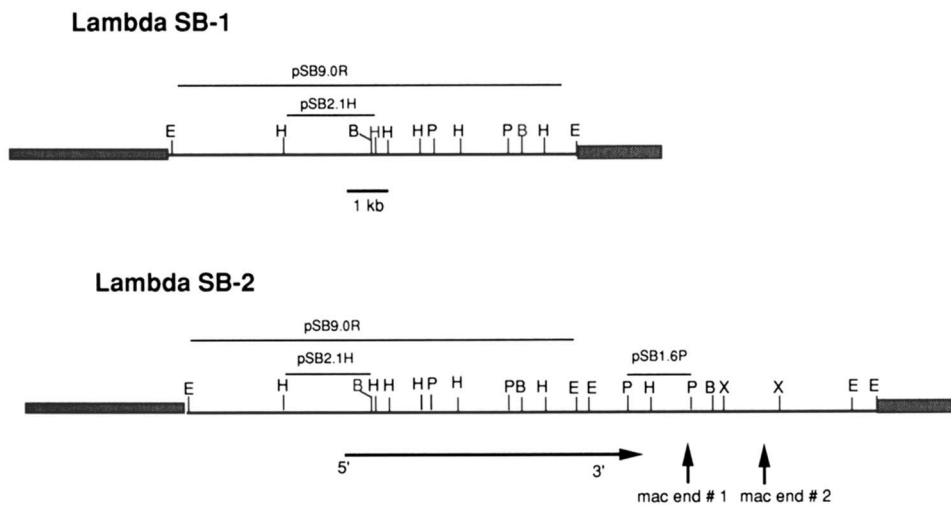 Lambda SB-1
pSB9.0R
pSB2.1H
E H B H H H P H P B H E
1 kb
Lambda SB-2
pSB9.0R
pSB2.1H pSB1.6P
E H B H H H P H P B H E E P H P B X X E E
5' 3'
mac end # 1 mac end # 2